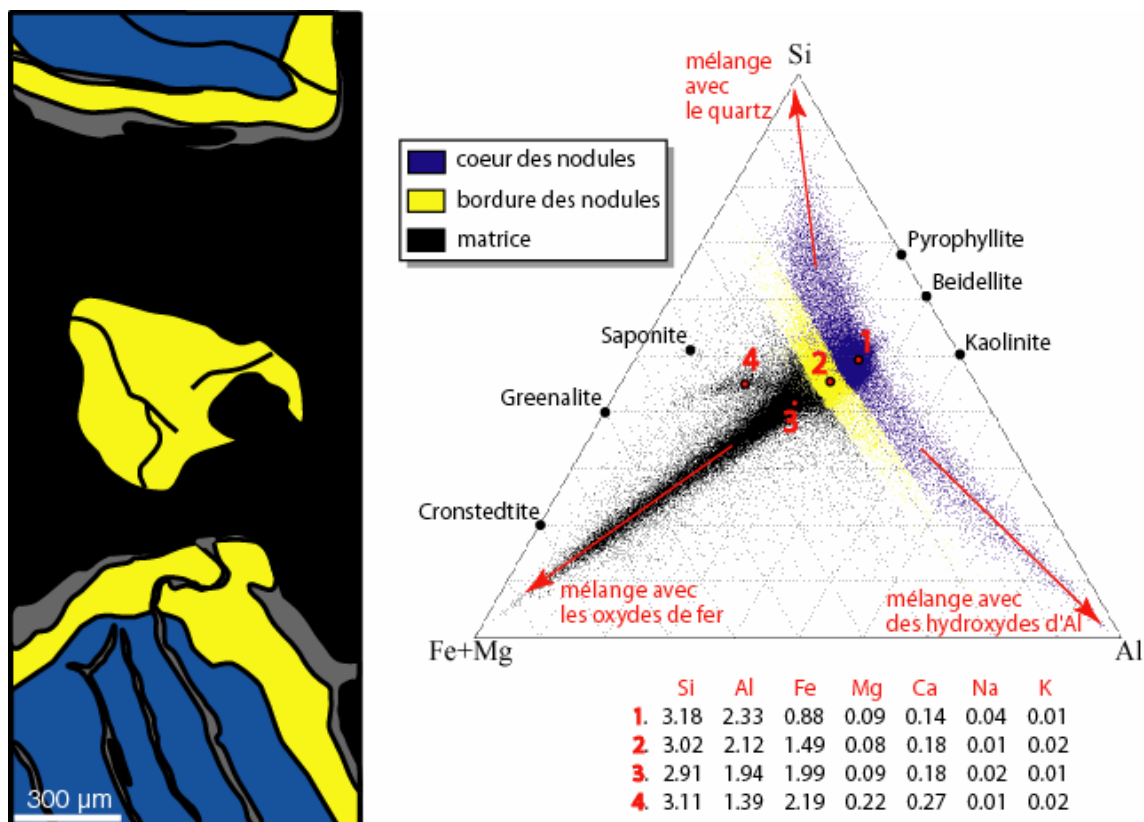 300 µm
coeur des nodules
bordure des nodules
matrice
Si
mélange
avec
le quartz
Pyrophyllite
Beidellite
Kaolinite
Saponite
Greenalite
Cronstedtite
1
2
3
4
mélange avec
les oxydes de fer
mélange avec
des hydroxydes d'Al
Fe+Mg
Al
Si Al Fe Mg Ca Na K
1. 3.18 2.33 0.88 0.09 0.14 0.04 0.01
2. 3.02 2.12 1.49 0.08 0.18 0.01 0.02
3. 2.91 1.94 1.99 0.09 0.18 0.02 0.01
4. 3.11 1.39 2.19 0.22 0.27 0.01 0.02